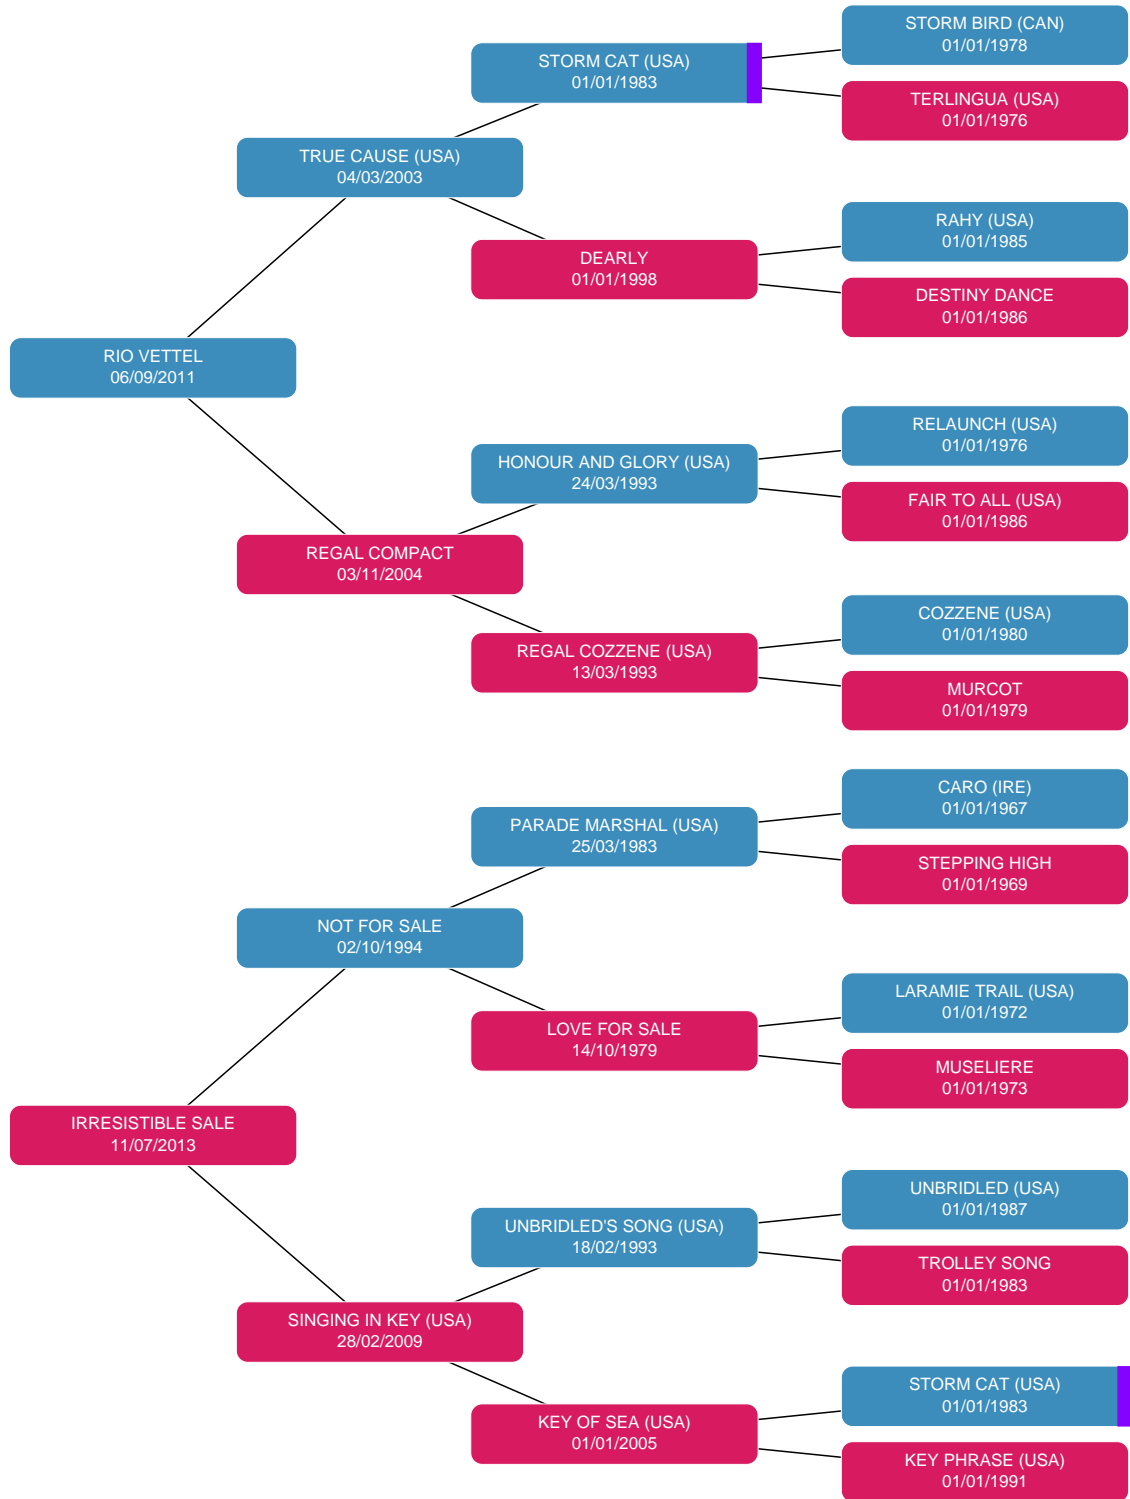 STORM BIRD (CAN)
01/01/1978
STORM CAT (USA)
01/01/1983
TERLINGUA (USA)
01/01/1976
TRUE CAUSE (USA)
04/03/2003
RAHY (USA)
01/01/1985
DEARLY
01/01/1998
DESTINY DANCE
01/01/1986
RIO VETTEL
06/09/2011
RELAUNCH (USA)
01/01/1976
HONOUR AND GLORY (USA)
24/03/1993
FAIR TO ALL (USA)
01/01/1986
REGAL COMPACT
03/11/2004
COZZENE (USA)
01/01/1980
REGAL COZZENE (USA)
13/03/1993
MURCOT
01/01/1979
CARO (IRE)
01/01/1967
PARADE MARSHAL (USA)
25/03/1983
STEPPING HIGH
01/01/1969
NOT FOR SALE
02/10/1994
LARAMIE TRAIL (USA)
01/01/1972
LOVE FOR SALE
14/10/1979
MUSELIERE
01/01/1973
IRRESISTIBLE SALE
11/07/2013
UNBRIDLED (USA)
01/01/1987
UNBRIDLED'S SONG (USA)
18/02/1993
TROLLEY SONG
01/01/1983
SINGING IN KEY (USA)
28/02/2009
STORM CAT (USA)
01/01/1983
KEY OF SEA (USA)
01/01/2005
KEY PHRASE (USA)
01/01/1991